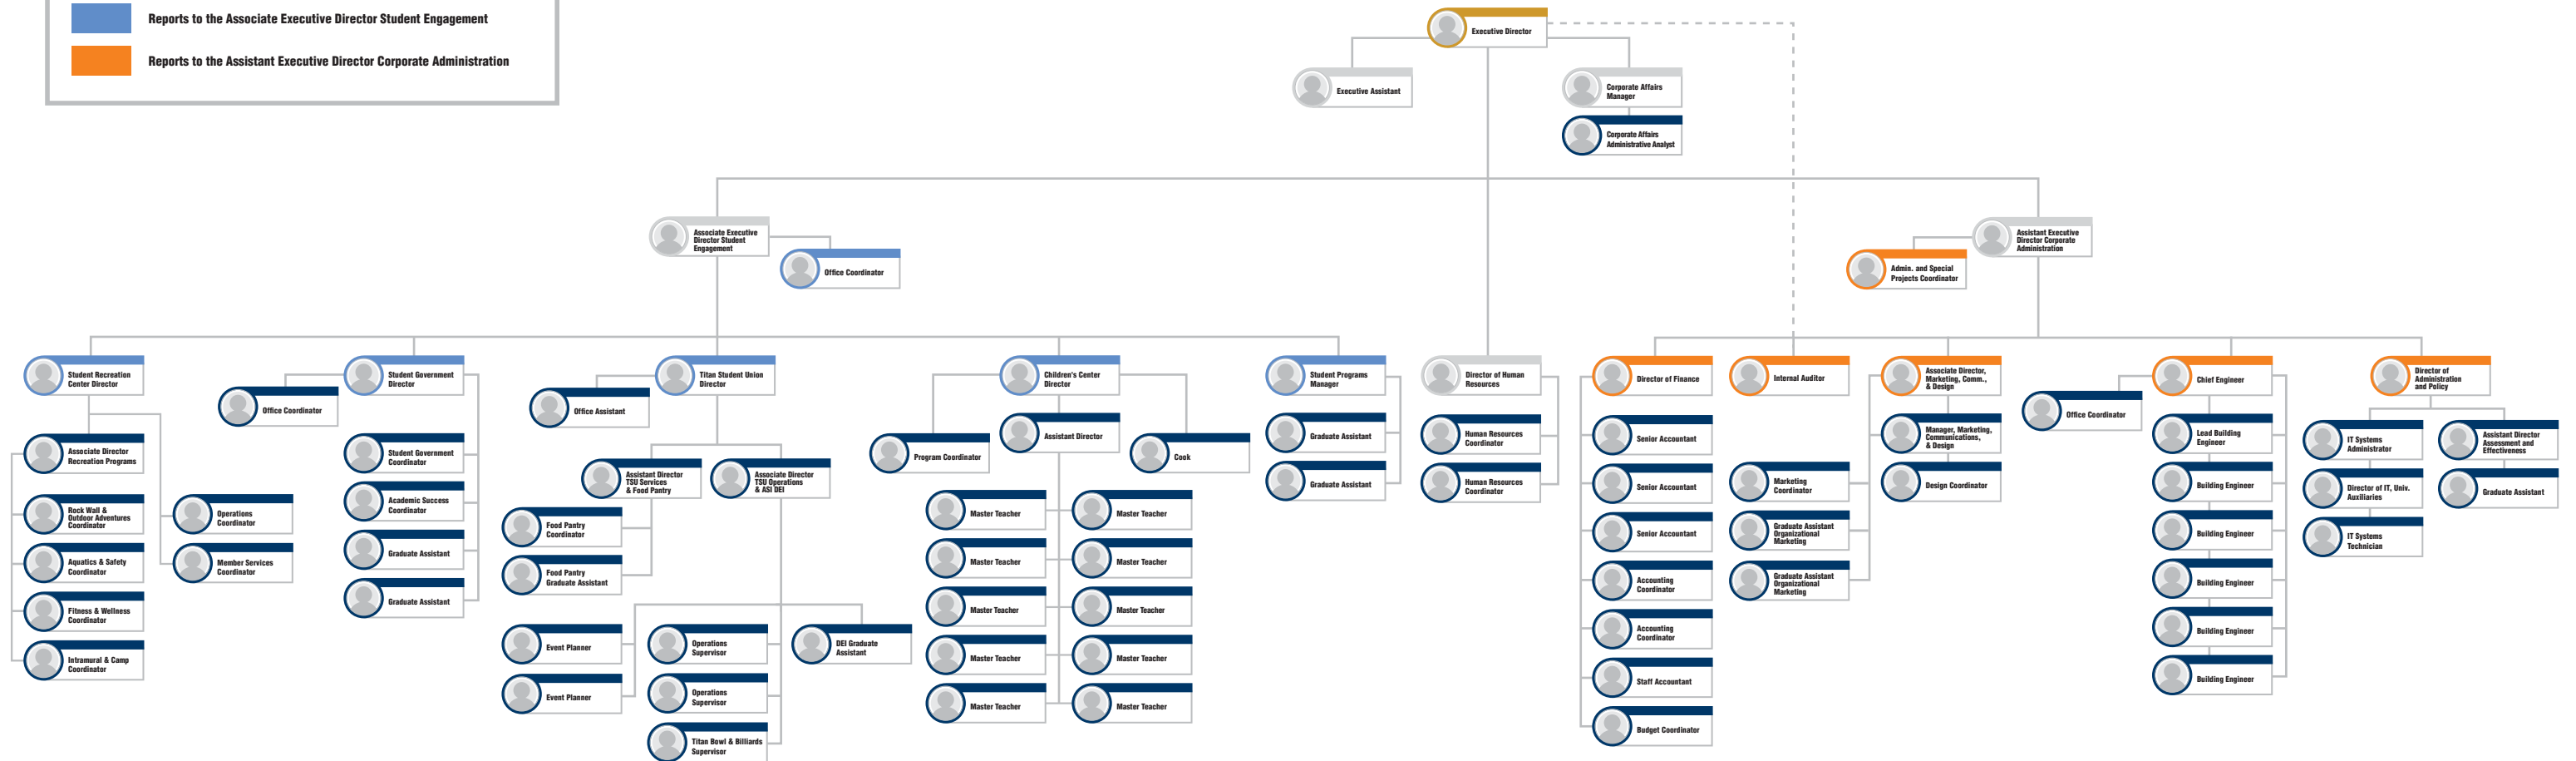 Reports to the Associate Executive Director Student Engagement
Reports to the Assistant Executive Director Corporate Administration
Executive Director
Executive Assistant
Corporate Affairs
Manager
Corporate Affairs
Administrative Analyst
Associate Executive
Director Student
Engagement
Office Coordinator
Assistant Executive
Director Corporate
Administration
Admin. and Special
Projects Coordinator
Student Recreation
Center Director
Associate Director
Recreation Programs
Rock Wall &
Outdoor Adventures
Coordinator
Aquatics & Safety
Coordinator
Fitness & Wellness
Coordinator
Intramural & Camp
Coordinator
Operations
Coordinator
Member Services
Coordinator
Student Government
Director
Office Coordinator
Student Government
Coordinator
Academic Success
Coordinator
Graduate Assistant
Graduate Assistant
Titan Student Union
Director
Office Assistant
Assistant Director
TSU Services
& Food Pantry
Food Pantry
Coordinator
Food Pantry
Graduate Assistant
Associate Director
TSU Operations
& ASI DEI
Event Planner
Event Planner
Operations
Supervisor
Operations
Supervisor
Titan Bowl & Billiards
Supervisor
DEI Graduate
Assistant
Children's Center
Director
Program Coordinator
Assistant Director
Cook
Master Teacher
Master Teacher
Master Teacher
Master Teacher
Master Teacher
Master Teacher
Master Teacher
Master Teacher
Master Teacher
Master Teacher
Student Programs
Manager
Graduate Assistant
Graduate Assistant
Director of Human
Resources
Human Resources
Coordinator
Human Resources
Coordinator
Director of Finance
Senior Accountant
Senior Accountant
Senior Accountant
Accounting
Coordinator
Accounting
Coordinator
Staff Accountant
Budget Coordinator
Internal Auditor
Associate Director,
Marketing, Comm.,
& Design
Manager, Marketing,
Communications,
& Design
Design Coordinator
Marketing
Coordinator
Graduate Assistant
Organizational
Marketing
Graduate Assistant
Organizational
Marketing
Chief Engineer
Office Coordinator
Lead Building
Engineer
Building Engineer
Building Engineer
Building Engineer
Building Engineer
Building Engineer
Director of
Administration
and Policy
IT Systems
Administrator
Director of IT, Univ.
Auxiliaries
IT Systems
Technician
Assistant Director
Assessment and
Effectiveness
Graduate Assistant